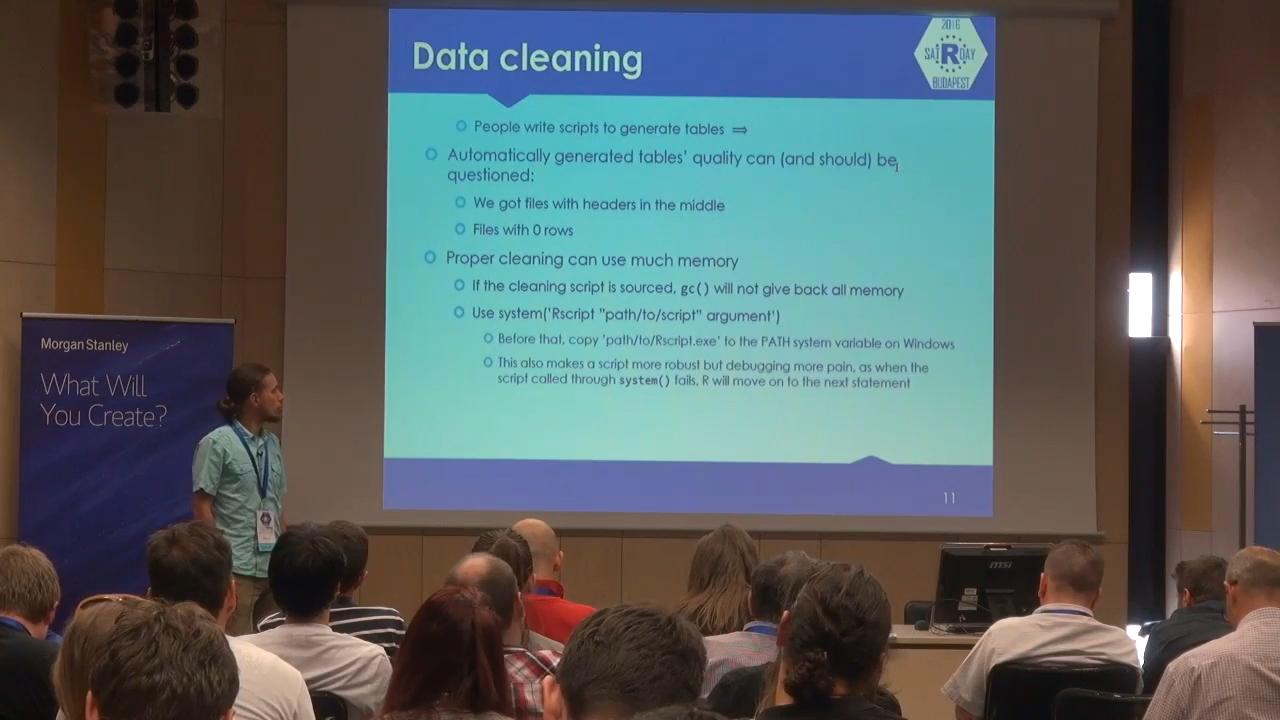 Data cleaning
2016
SATRDAY
BUDAPEST
People write scripts to generate tables ⟹
Automatically generated tables' quality can (and should) be
questioned:
We got files with headers in the middle
Files with 0 rows
Proper cleaning can use much memory
If the cleaning script is sourced, gc() will not give back all memory
Use system('Rscript "path/to/script" argument')
Before that, copy 'path/to/Rscript.exe' to the PATH system variable on Windows
This also makes a script more robust but debugging more pain, as when the
script called through system() fails, R will move on to the next statement
11
Morgan Stanley
What Will
You Create?
msi